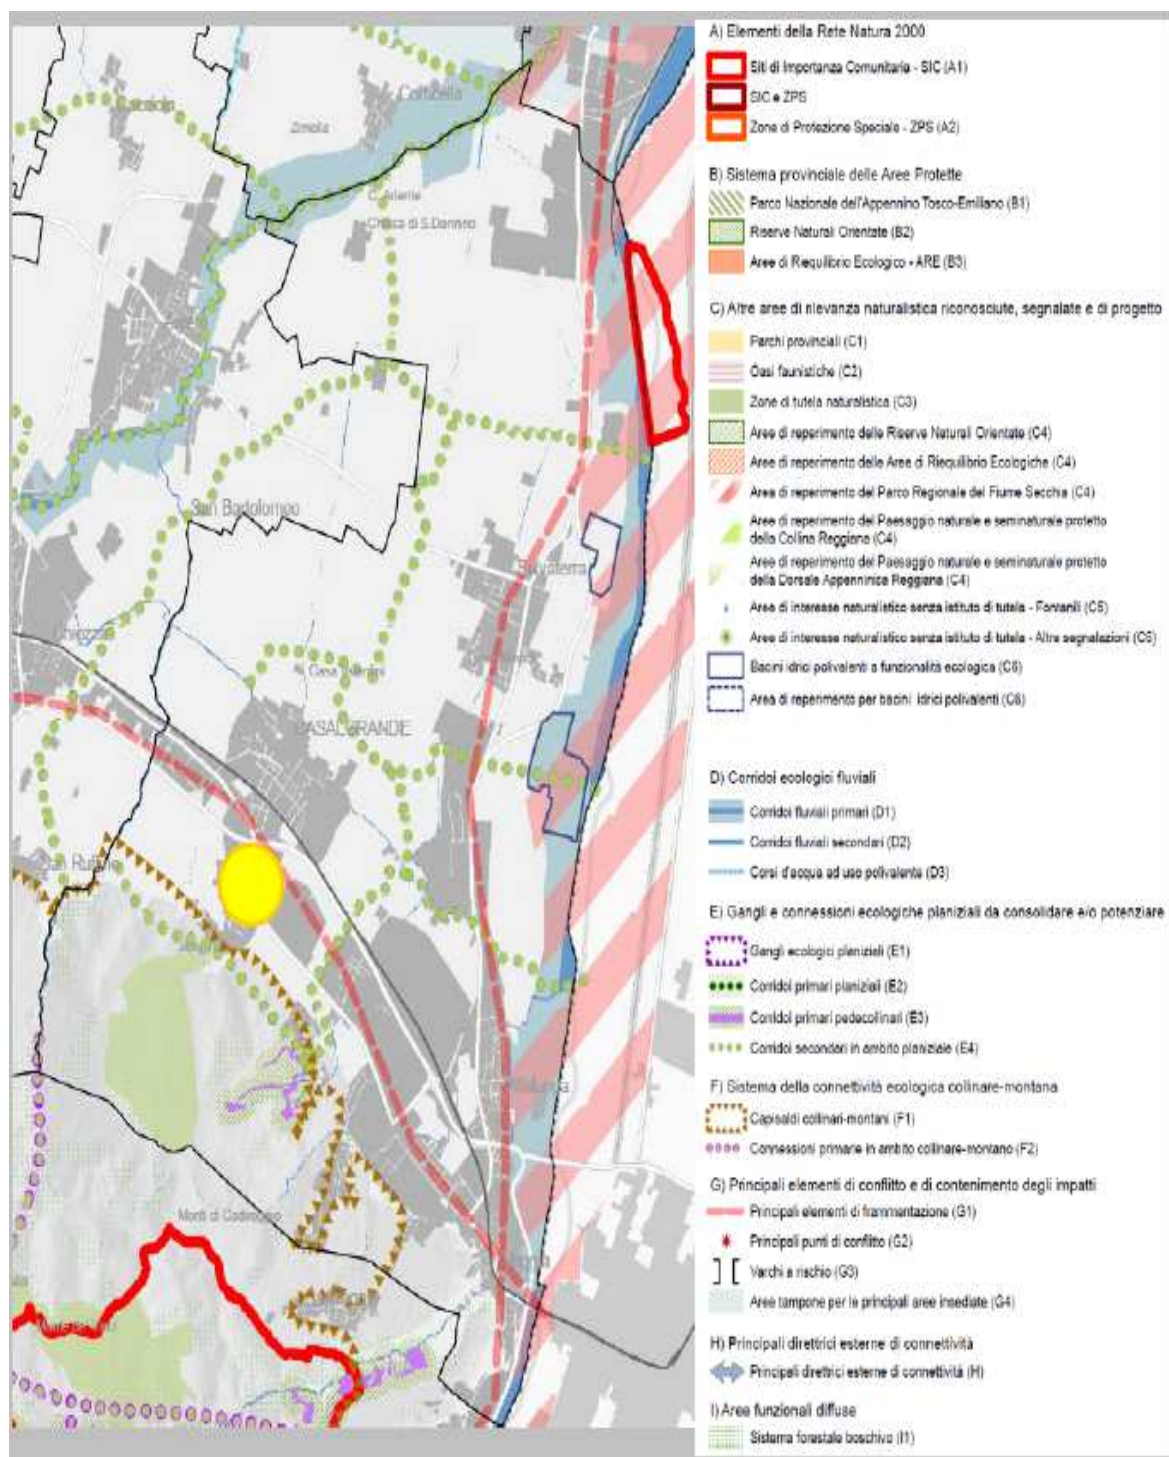 Corticella
Zimella
C. Arlente
Chiesa di S.Donnino
San Bartolomeo
CASALGRANDE
San Ruffino
Monti di Cadiroggio
A) Elementi della Rete Natura 2000
Siti di Importanza Comunitaria - SIC (A1)
SIC e ZPS
Zone di Protezione Speciale - ZPS (A2)
B) Sistema provinciale delle Aree Protette
Parco Nazionale dell'Appennino Tosco-Emiliano (B1)
Riserve Naturali Orientate (B2)
Aree di Riequilibrio Ecologico - ARE (B3)
C) Altre aree di rilevanza naturalistica riconosciute, segnalate e di progetto
Parchi provinciali (C1)
Oasi faunistiche (C2)
Zone di tutela naturalistica (C3)
Aree di reperimento delle Riserve Naturali Orientate (C4)
Aree di reperimento delle Aree di Riequilibrio Ecologiche (C4)
Area di reperimento del Parco Regionale del Fiume Secchia (C4)
Area di reperimento del Paesaggio naturale e seminaturale protetto
della Collina Reggiana (C4)
Area di reperimento del Paesaggio naturale e seminaturale protetto
della Dorsale Appenninica Reggiana (C4)
Area di interesse naturalistico senza istituto di tutela - Fontanili (C5)
Area di interesse naturalistico senza istituto di tutela - Altre segnalazioni (C5)
Bacini idrici polivalenti a funzionalità ecologica (C6)
Area di reperimento per bacini idrici polivalenti (C6)
D) Corridoi ecologici fluviali
Corridoi fluviali primari (D1)
Corridoi fluviali secondari (D2)
Corsi d'acqua ad uso polivalente (D3)
E) Gangli e connessioni ecologiche planiziali da consolidare e/o potenziare
Gangli ecologici planiziali (E1)
Corridoi primari planiziali (E2)
Corridoi primari pedecollinari (E3)
Corridoi secondari in ambito planiziale (E4)
F) Sistema della connettività ecologica collinare-montana
Capisaldi collinari-montani (F1)
Connessioni primarie in ambito collinare-montano (F2)
G) Principali elementi di conflitto e di contenimento degli impatti
Principali elementi di frammentazione (G1)
Principali punti di conflitto (G2)
Varchi a rischio (G3)
Aree tampone per le principali aree insediate (G4)
H) Principali direttrici esterne di connettività
Principali direttrici esterne di connettività (H)
I) Aree funzionali diffuse
Sistema forestale boschivo (I1)